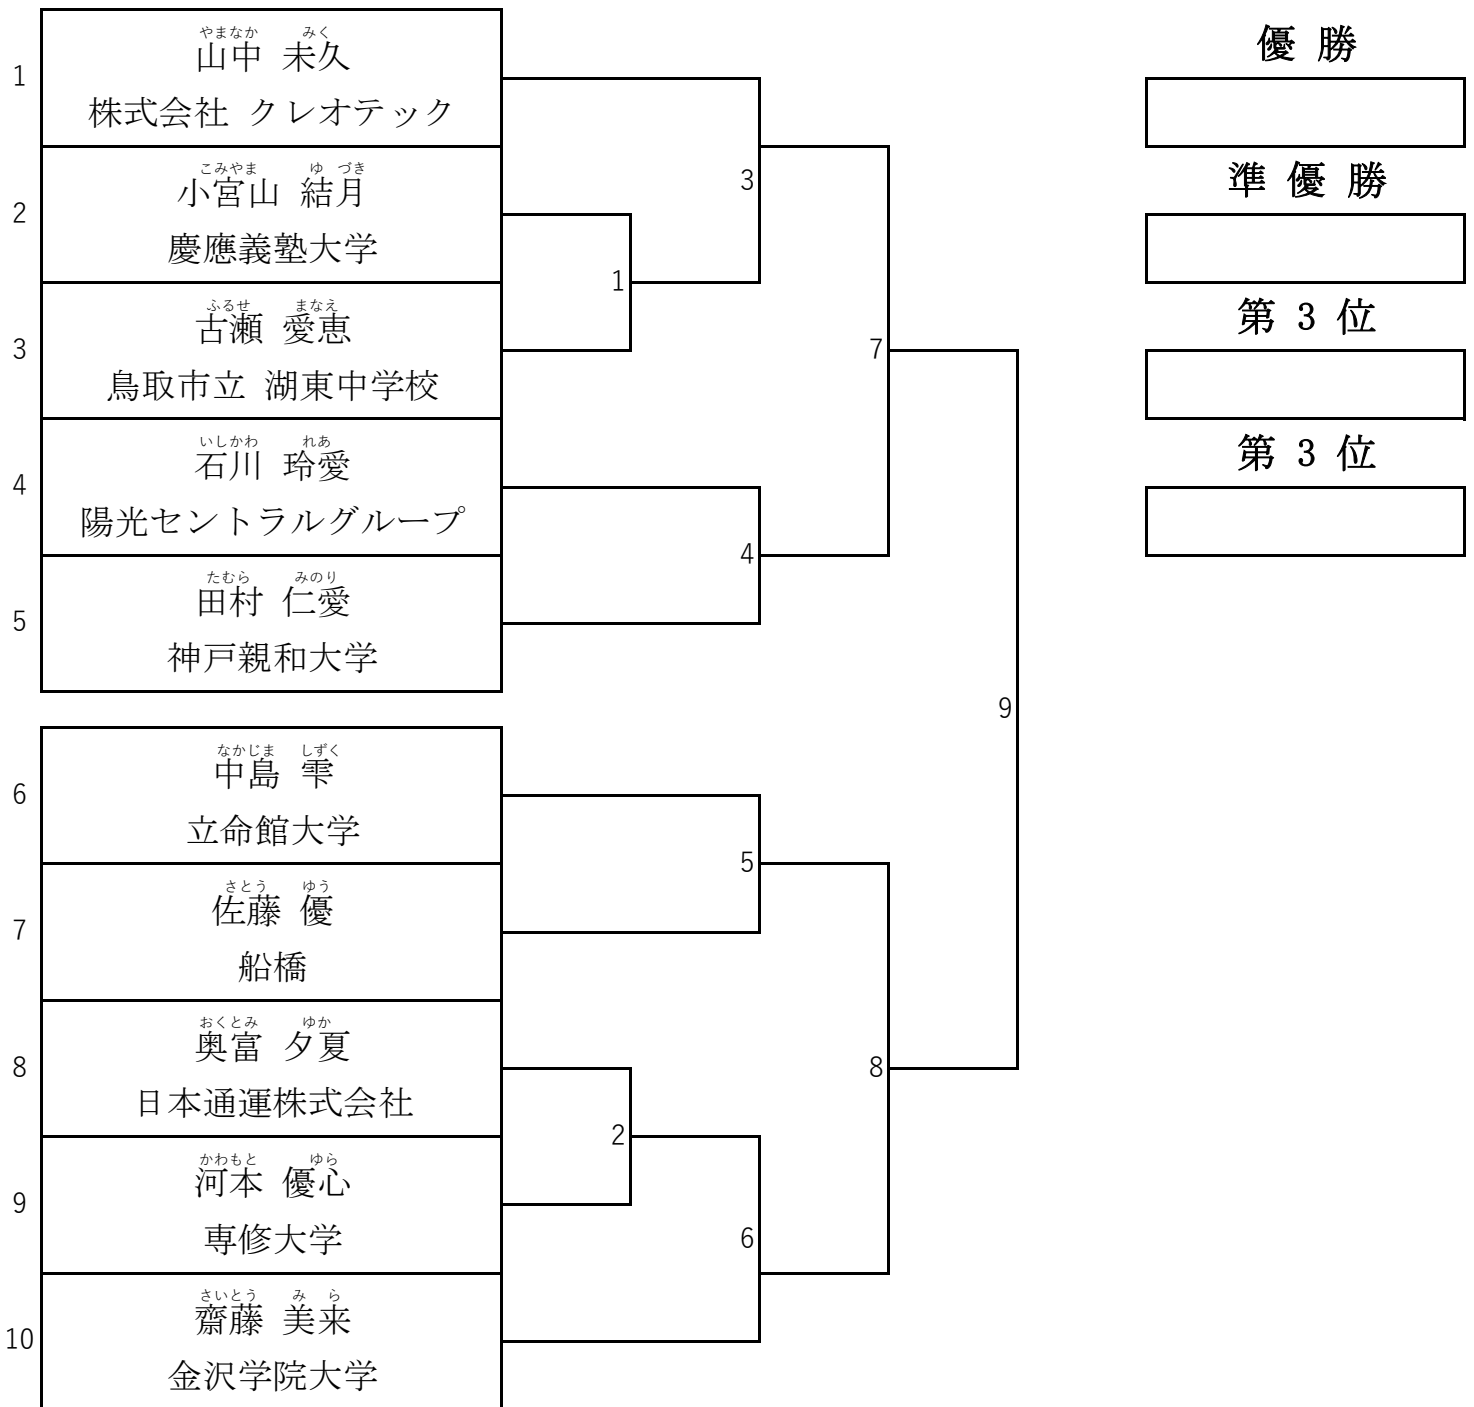 やまなか みく
1 山中 未久
株式会社 クレオテック
こみやま ゆ づき
2 小宮山 結月
慶應義塾大学
ふるせ まなえ
3 古瀬 愛恵
鳥取市立 湖東中学校
いしかわ れあ
4 石川 玲愛
陽光セントラルグループ
たむら みのり
5 田村 仁愛
神戸親和大学
なかじま しずく
6 中島 雫
立命館大学
さとう ゆう
7 佐藤 優
船橋
おくとみ ゆか
8 奥富 夕夏
日本通運株式会社
かわもと ゆら
9 河本 優心
専修大学
さいとう み ら
10 齋藤 美来
金沢学院大学
1
2
3
4
5
6
7
8
9
優 勝
準 優 勝
第 3 位
第 3 位